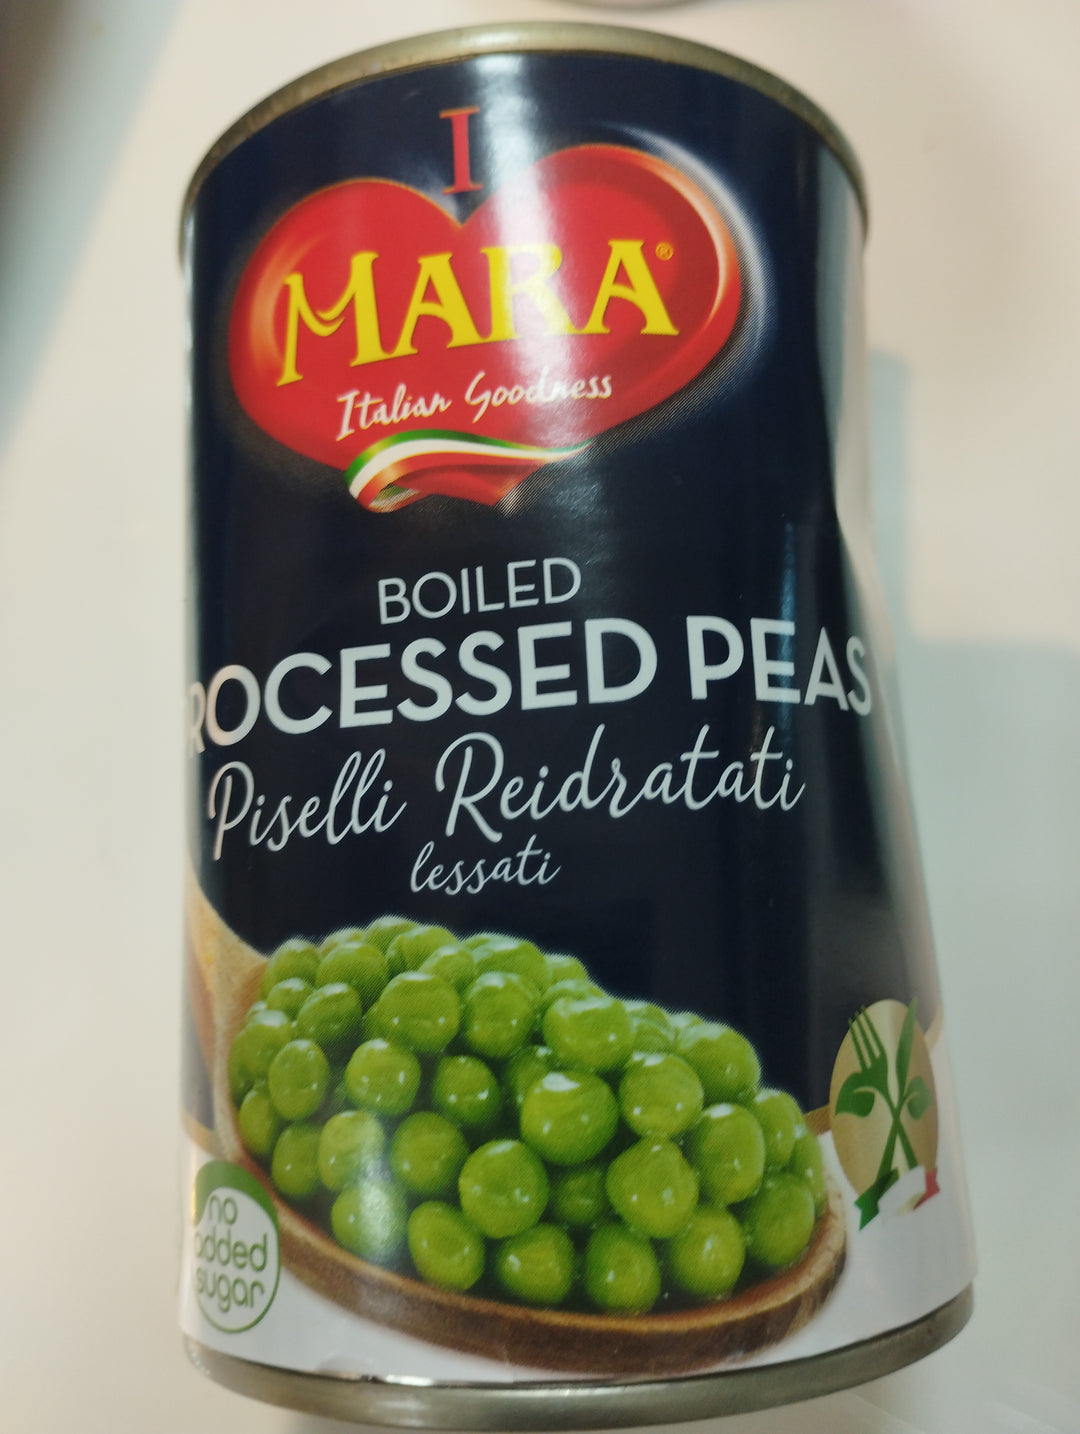 I
MARA®
Italian Goodness
BOILED
ROCESSED PEAS
Piselli Reidratati
lessati
no
added
sugar